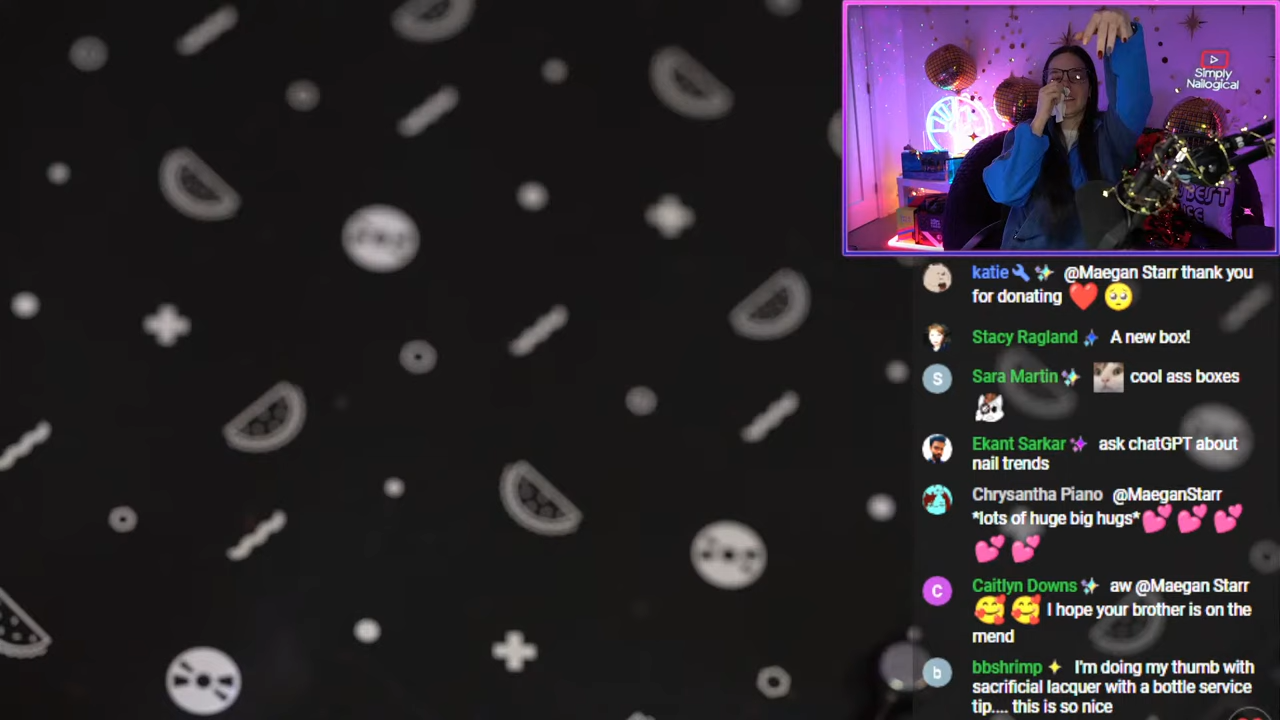 Simply
Nailogical
katie @Maegan Starr thank you
for donating ❤️ 🥺
Stacy Ragland A new box!
S
Sara Martin cool ass boxes
Ekant Sarkar ask chatGPT about
nail trends
Chrysantha Piano @MaeganStarr
*lots of huge big hugs*💕 💕 💕
💕 💕
C
Caitlyn Downs aw @Maegan Starr
🥰 🥰 I hope your brother is on the
mend
b
bbshrimp I'm doing my thumb with
sacrificial lacquer with a bottle service
tip.... this is so nice